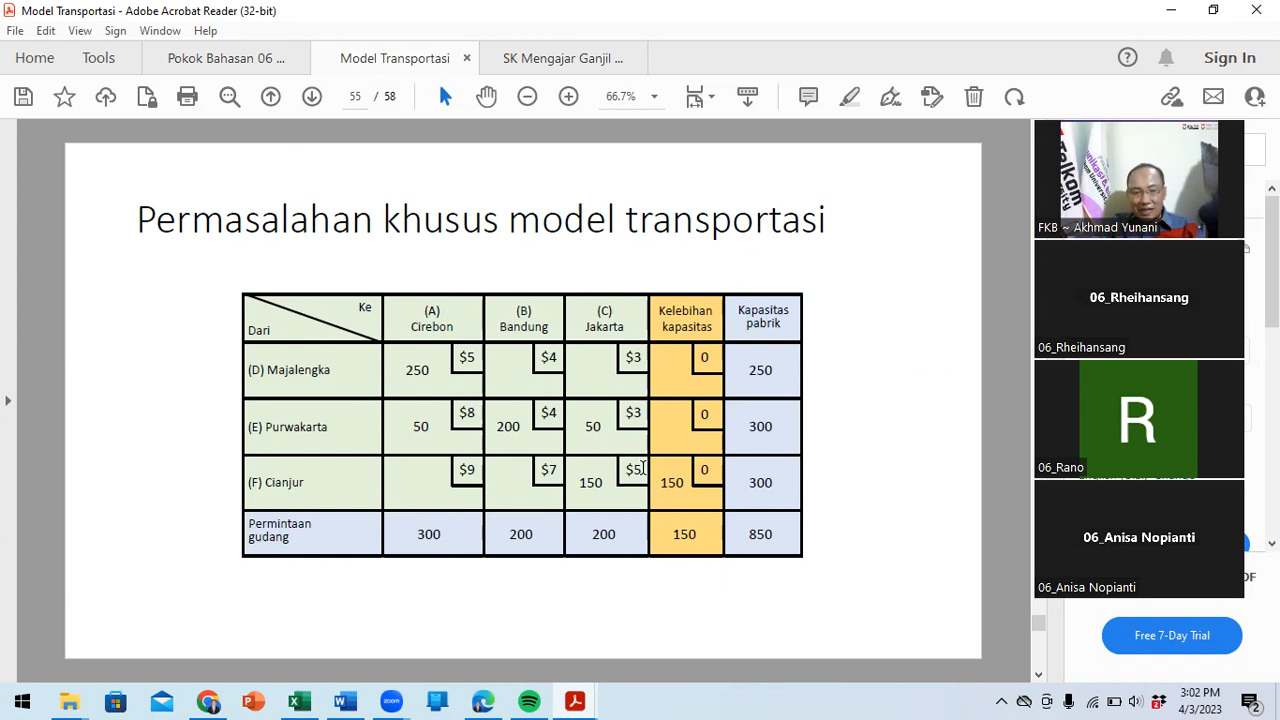 Model Transportasi - Adobe Acrobat Reader (32-bit)
File Edit View Sign Window Help
Home Tools Pokok Bahasan 06 ... Model Transportasi SK Mengajar Ganjil ... Sign In
55 / 58 66.7%
Permasalahan khusus model transportasi
Ke
Dari
(A)
Cirebon
(B)
Bandung
(C)
Jakarta
Kelebihan
kapasitas
Kapasitas
pabrik
(D) Majalengka 250 $5 $4 $3 0 250
(E) Purwakarta 50 $8 200 $4 50 $3 0 300
(F) Cianjur $9 $7 150 $5 150 0 300
Permintaan
gudang
300 200 200 150 850
FKB ~ Akhmad Yunani
06_Rheihansang
06_Rheihansang
R
06_Rano
06_Anisa Nopianti
06_Anisa Nopianti
Free 7-Day Trial
zoom
3:02 PM
4/3/2023
2